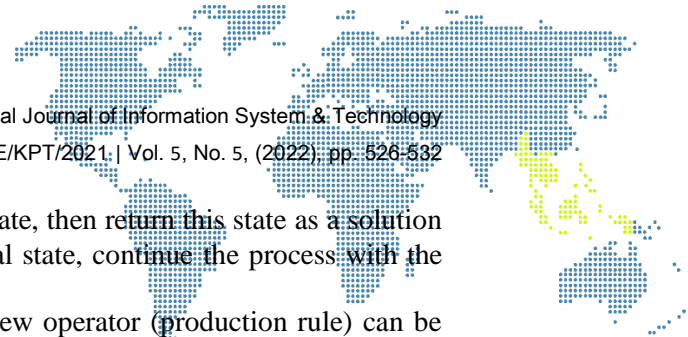 al Journal of Information System & Technology
E/KPT/2021 | Vol. 5, No. 5, (2022), pp. 526-532
ate, then return this state as a solution
al state, continue the process with the
ew operator (production rule) can be